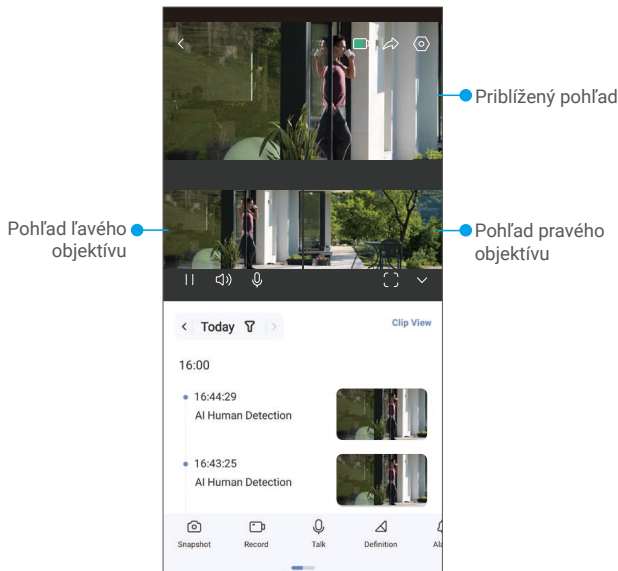 Priblížený pohľad
Pohľad ľavého
objektívu
Pohľad pravého
objektívu
Today
Clip View
16:00
16:44:29
AI Human Detection
16:43:25
AI Human Detection
Snapshot
Record
Talk
Definition
Ala